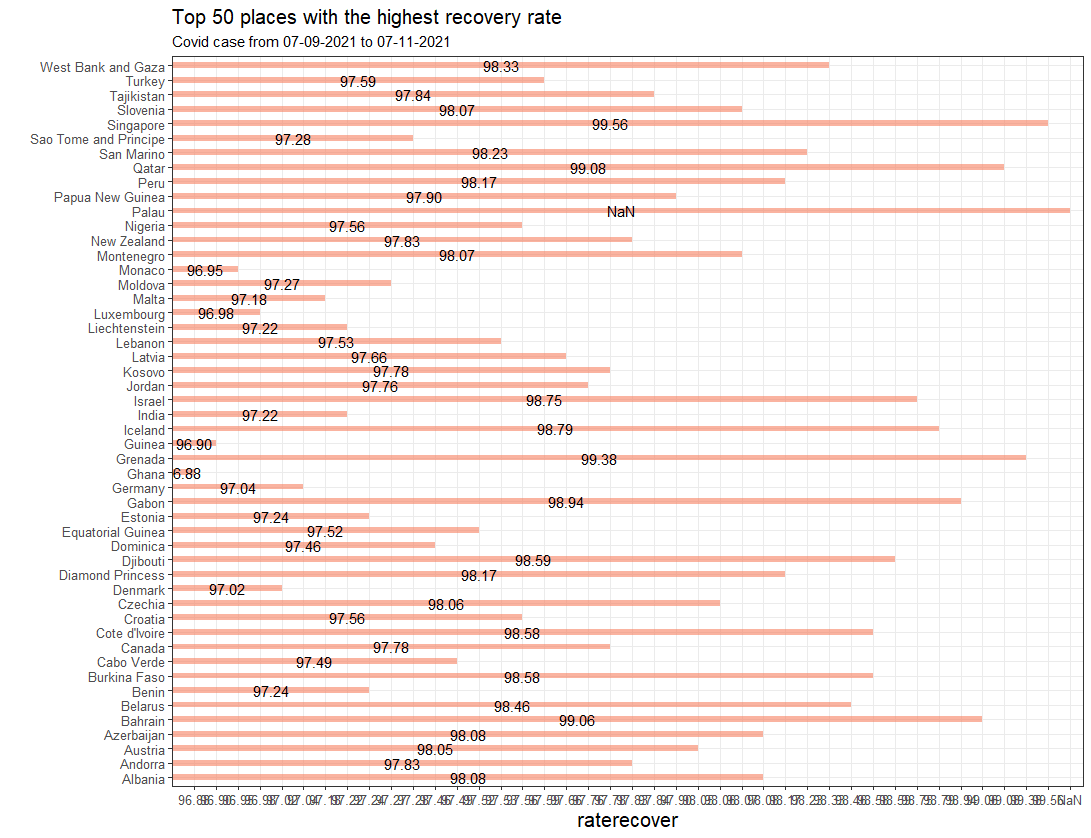 Top 50 places with the highest recovery rate
Covid case from 07-09-2021 to 07-11-2021
West Bank and Gaza 98.33
Turkey 97.59
Tajikistan 97.84
Slovenia 98.07
Singapore 99.56
Sao Tome and Principe 97.28
San Marino 98.23
Qatar 99.08
Peru 98.17
Papua New Guinea 97.90
Palau NaN
Nigeria 97.56
New Zealand 97.83
Montenegro 98.07
Monaco 96.95
Moldova 97.27
Malta 97.18
Luxembourg 96.98
Liechtenstein 97.22
Lebanon 97.53
Latvia 97.66
Kosovo 97.78
Jordan 97.76
Israel 98.75
India 97.22
Iceland 98.79
Guinea 96.90
Grenada 99.38
Ghana 6.88
Germany 97.04
Gabon 98.94
Estonia 97.24
Equatorial Guinea 97.52
Dominica 97.46
Djibouti 98.59
Diamond Princess 98.17
Denmark 97.02
Czechia 98.06
Croatia 97.56
Cote d'Ivoire 98.58
Canada 97.78
Cabo Verde 97.49
Burkina Faso 98.58
Benin 97.24
Belarus 98.46
Bahrain 99.06
Azerbaijan 98.08
Austria 98.05
Andorra 97.83
Albania 98.08
NaN
raterecover